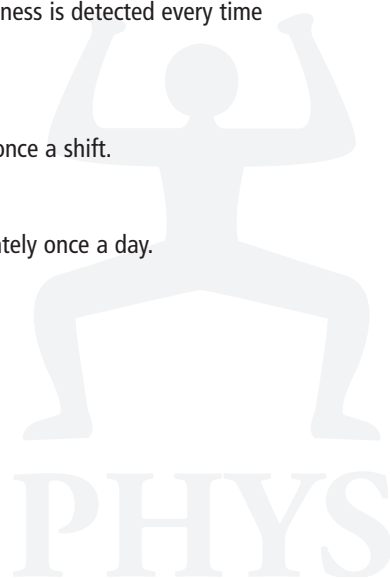 ness is detected every time
once a shift.
tely once a day.
PHYS